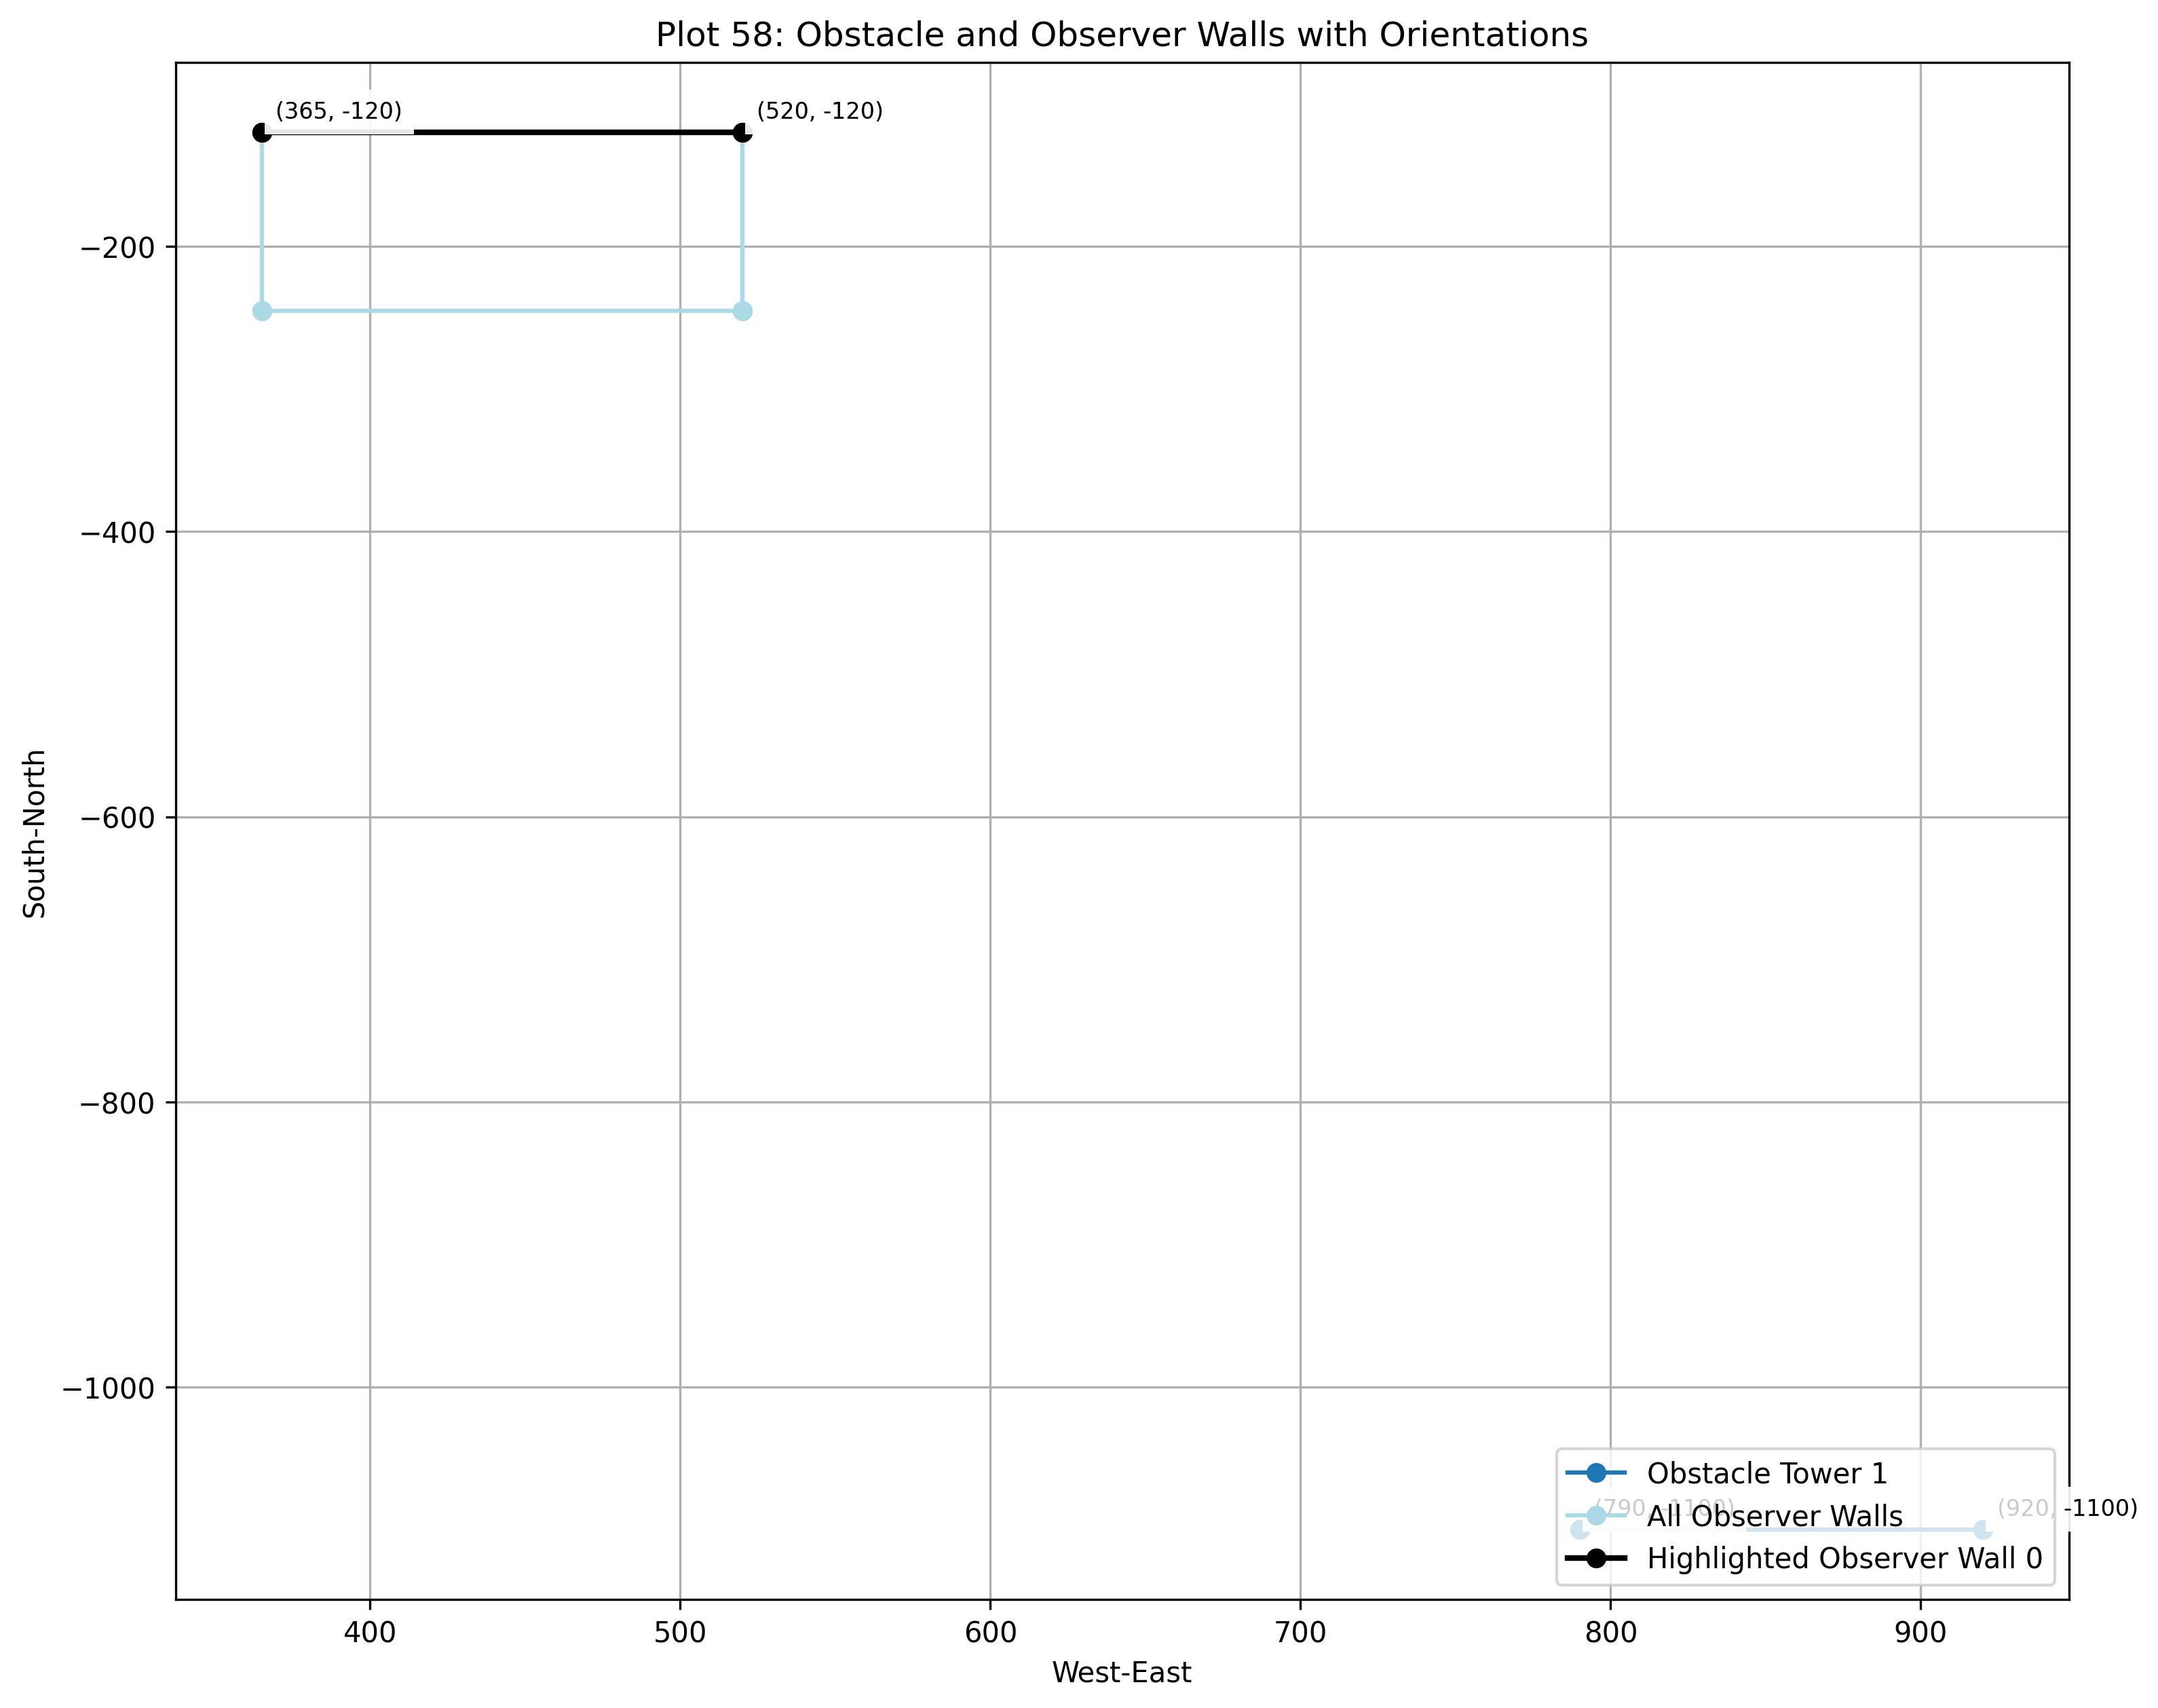 Plot 58: Obstacle and Observer Walls with Orientations
(365, -120) (520, -120)
−200
−400
−600
−800
−1000
South-North
(790, -1100) (920, -1100)
Obstacle Tower 1
All Observer Walls
Highlighted Observer Wall 0
400 500 600 700 800 900
West-East